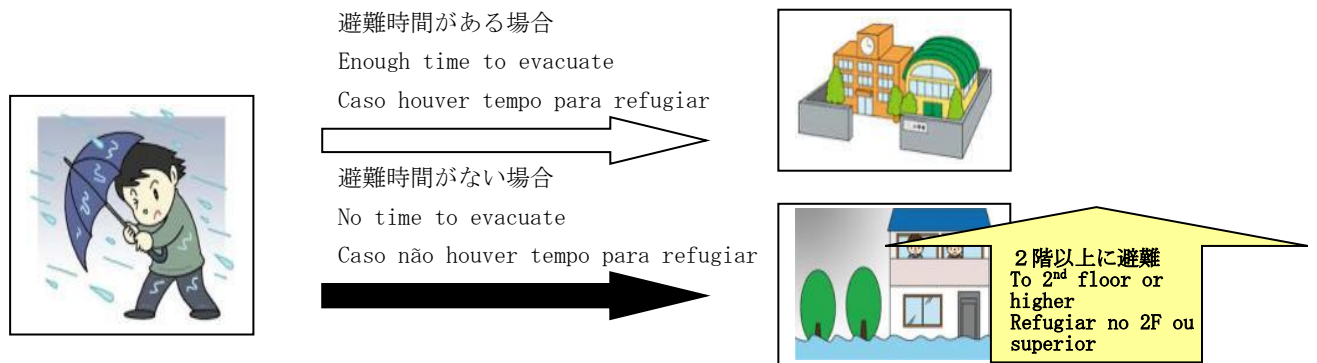 避難時間がある場合
Enough time to evacuate
Caso houver tempo para refugiar
避難時間がない場合
No time to evacuate
Caso não houver tempo para refugiar
２階以上に避難
To 2nd floor or
higher
Refugiar no 2F ou
superior